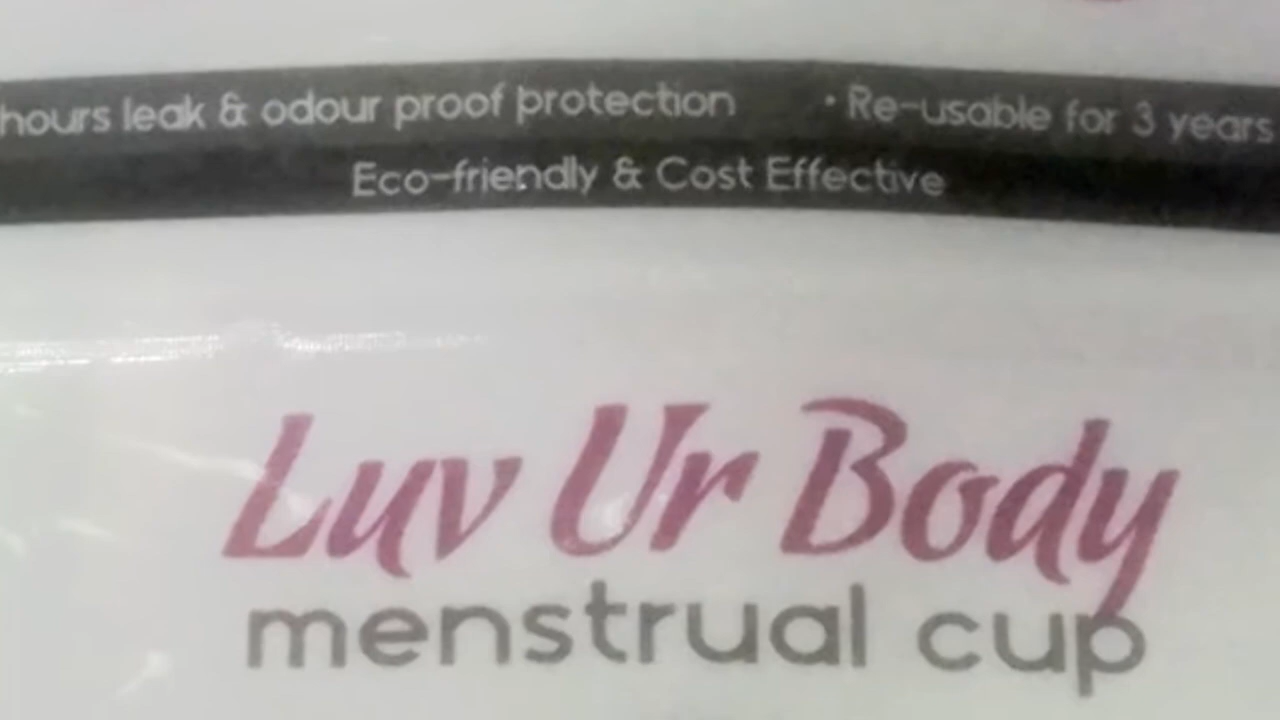 hours leak & odour proof protection · Re-usable for 3 years
Eco-friendly & Cost Effective
Luv Ur Body
menstrual cup